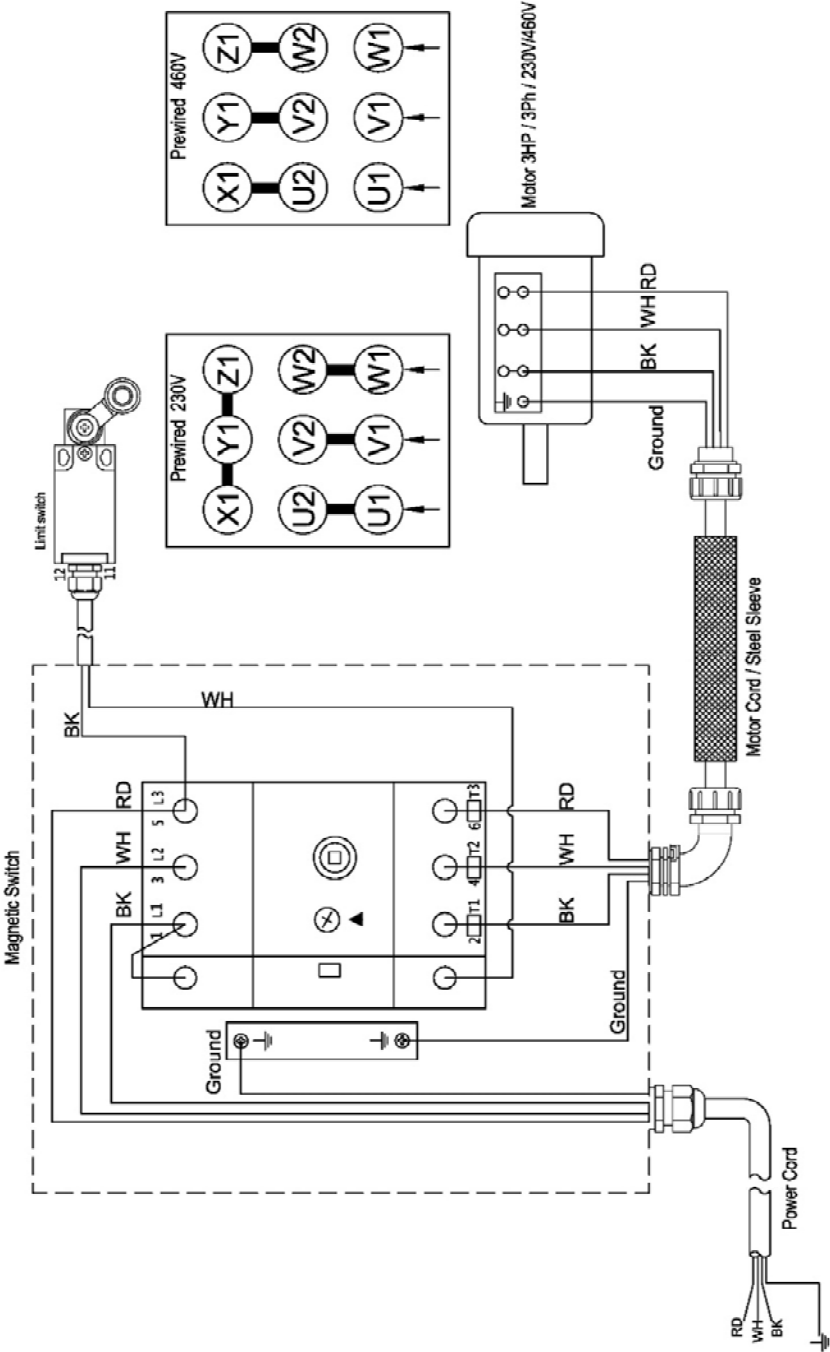 Magnetic Switch
Limit switch
12
11
BK
WH
RD
WH
BK
5 L3
3 L2
1 L1
6 T3
4 T2
2 T1
RD
WH
BK
Ground
Ground
Prewired 230V
X1 Y1 Z1
U2 V2 W2
U1 V1 W1
Prewired 460V
X1 Y1 Z1
U2 V2 W2
U1 V1 W1
Motor 3HP / 3Ph / 230V/460V
Ground
BK
WH
RD
Motor Cord / Steel Sleeve
Power Cord
RD
WH
BK